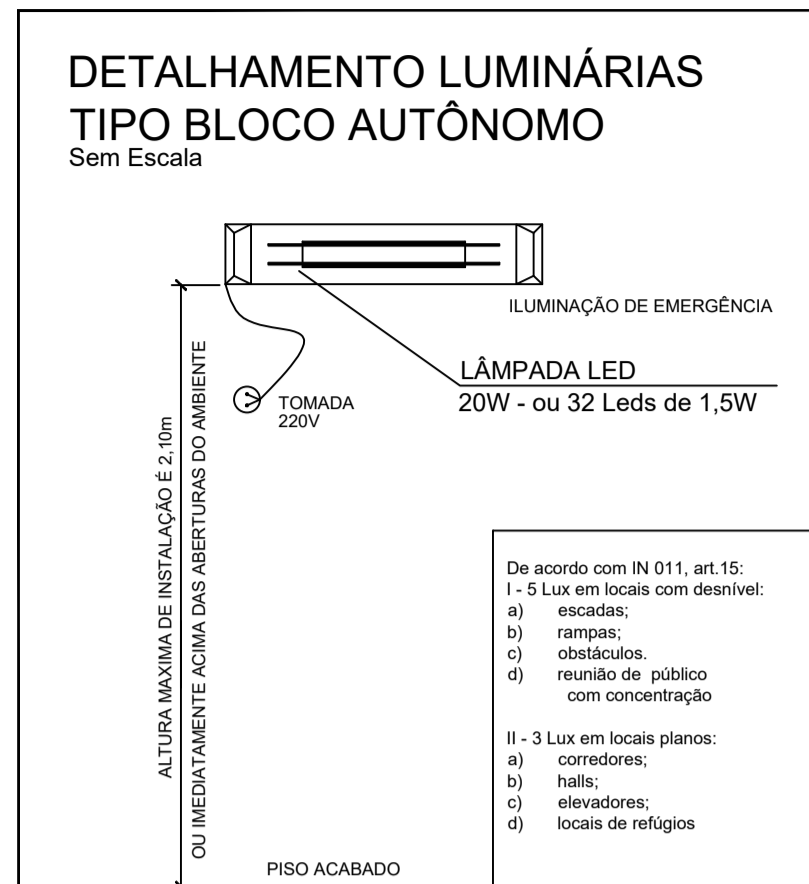 DETALHAMENTO LUMINÁRIAS
TIPO BLOCO AUTÔNOMO
Sem Escala
ILUMINAÇÃO DE EMERGÊNCIA
LÂMPADA LED
20W - ou 32 Leds de 1,5W
TOMADA
220V
ALTURA MAXIMA DE INSTALAÇÃO É 2,10m
OU IMEDIATAMENTE ACIMA DAS ABERTURAS DO AMBIENTE
De acordo com IN 011, art.15:
I - 5 Lux em locais com desnível:
a) escadas;
b) rampas;
c) obstáculos.
d) reunião de público
com concentração
II - 3 Lux em locais planos:
a) corredores;
b) halls;
c) elevadores;
d) locais de refúgios
PISO ACABADO